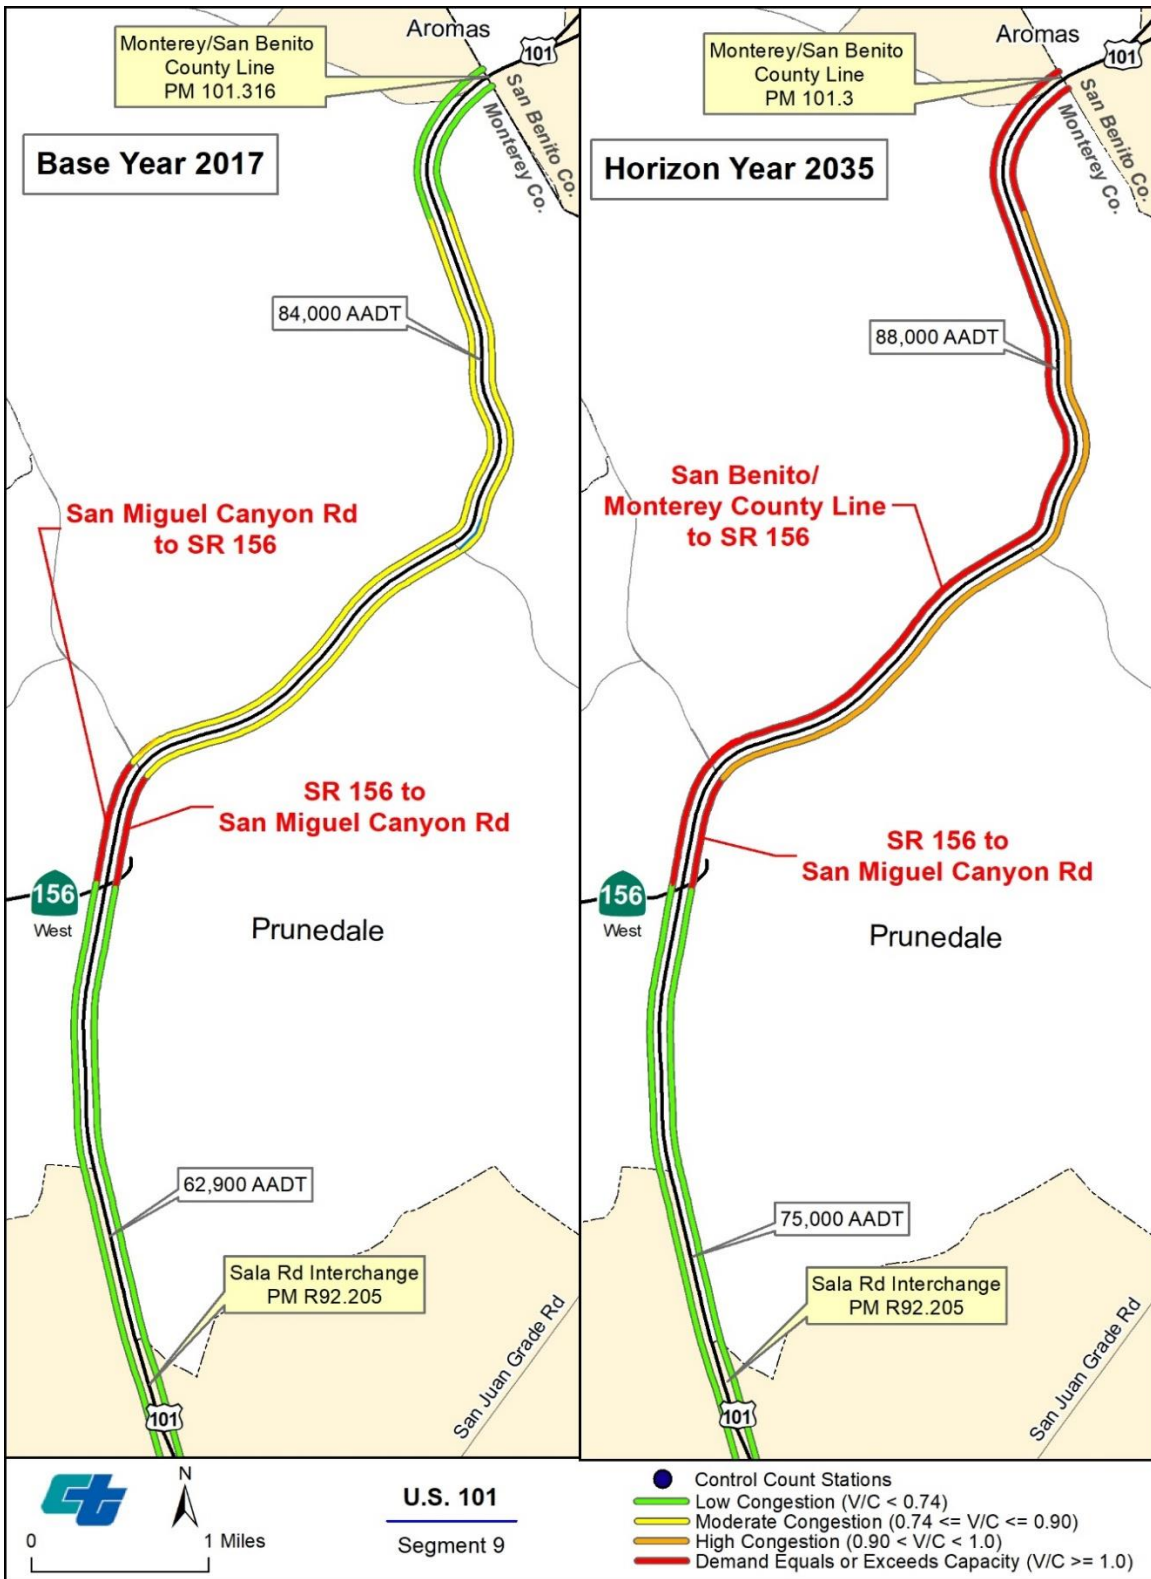 Aromas
101
Monterey/San Benito
County Line
PM 101.316
San Benito Co.
Monterey Co.
Base Year 2017
84,000 AADT
San Miguel Canyon Rd
to SR 156
SR 156 to
San Miguel Canyon Rd
156
West
Prunedale
62,900 AADT
Sala Rd Interchange
PM R92.205
San Juan Grade Rd
101
Aromas
101
Monterey/San Benito
County Line
PM 101.3
San Benito Co.
Monterey Co.
Horizon Year 2035
88,000 AADT
San Benito/
Monterey County Line
to SR 156
SR 156 to
San Miguel Canyon Rd
156
West
Prunedale
75,000 AADT
Sala Rd Interchange
PM R92.205
San Juan Grade Rd
101
ct
N
0 1 Miles
U.S. 101
Segment 9
Control Count Stations
Low Congestion (V/C < 0.74)
Moderate Congestion (0.74 <= V/C <= 0.90)
High Congestion (0.90 < V/C < 1.0)
Demand Equals or Exceeds Capacity (V/C >= 1.0)